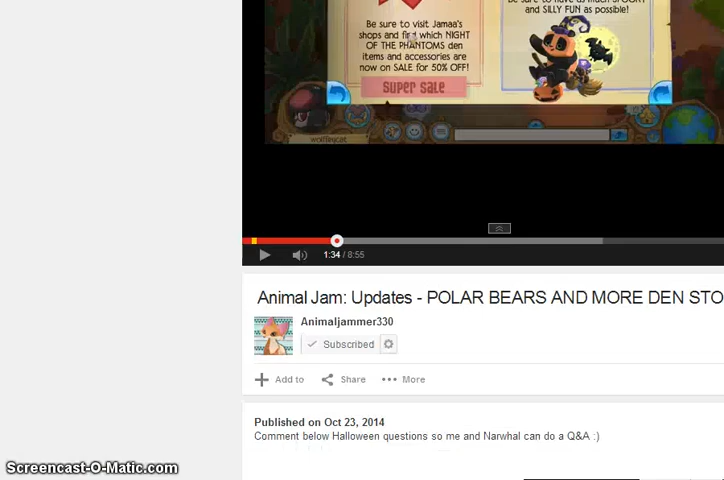 Be sure to visit Jamaa's
shops and find which NIGHT
OF THE PHANTOMS den
items and accessories are
now on SALE for 50% OFF!
Super Sale
and SILLY FUN as possible!
wolfeycat
1:34 / 8:55
Animal Jam: Updates - POLAR BEARS AND MORE DEN STO
Animaljammer330
Subscribed
Add to
Share
More
Published on Oct 23, 2014
Comment below Halloween questions so me and Narwhal can do a Q&A :)
Screencast-O-Matic.com